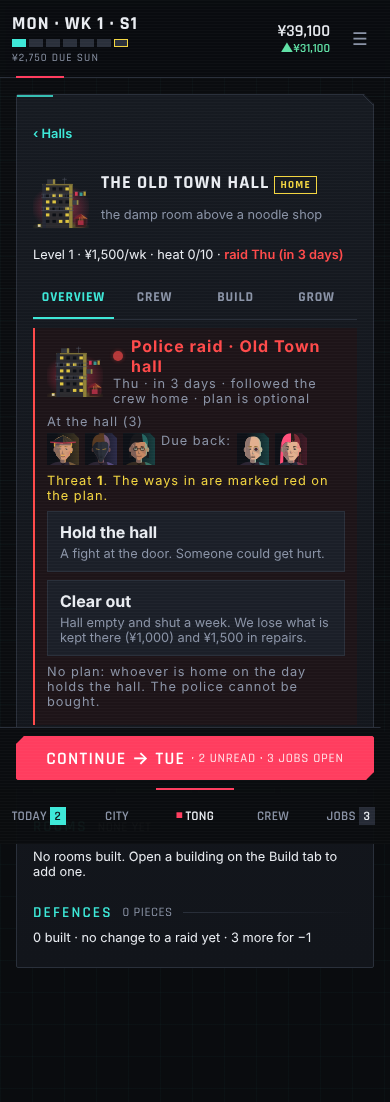 MON · WK 1 · S1
¥39,100
¥2,750 DUE SUN
▲¥31,100
☰
‹ Halls
THE OLD TOWN HALL HOME
the damp room above a noodle shop
Level 1 · ¥1,500/wk · heat 0/10 · raid Thu (in 3 days)
OVERVIEW CREW BUILD GROW
Police raid · Old Town
hall
Thu · in 3 days · followed the
crew home · plan is optional
At the hall (3)
Due back:
Threat 1. The ways in are marked red on
the plan.
Hold the hall
A fight at the door. Someone could get hurt.
Clear out
Hall empty and shut a week. We lose what is
kept there (¥1,000) and ¥1,500 in repairs.
No plan: whoever is home on the day
holds the hall. The police cannot be
bought.
CONTINUE → TUE · 2 UNREAD · 3 JOBS OPEN
TODAY 2 CITY TONG CREW JOBS 3
No rooms built. Open a building on the Build tab to
add one.
DEFENCES 0 PIECES
0 built · no change to a raid yet · 3 more for −1